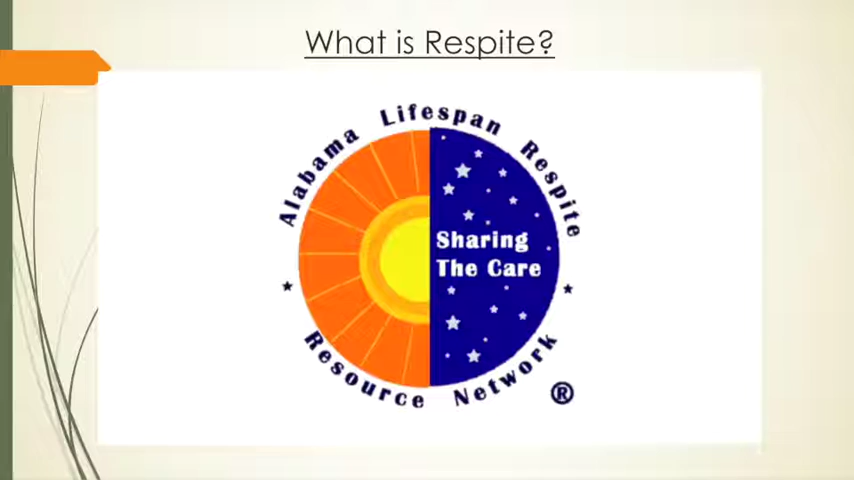 What is Respite?
Alabama Lifespan Respite
Sharing
The Care
Resource Network
®